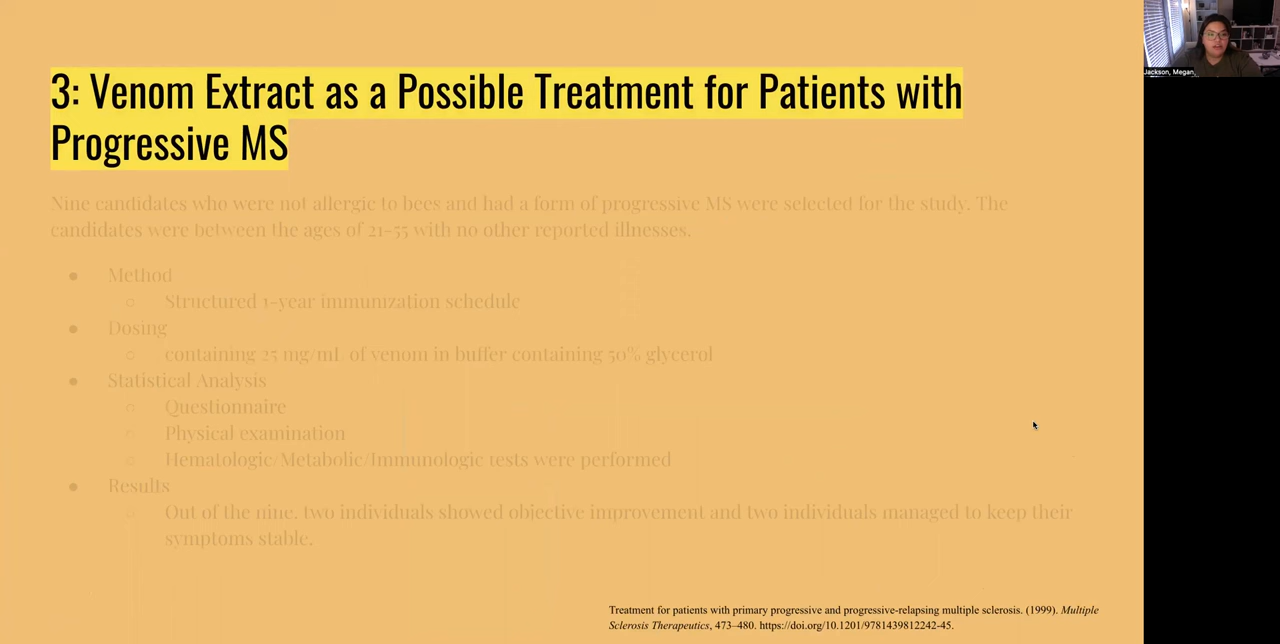 Jackson, Megan,
3: Venom Extract as a Possible Treatment for Patients with
Progressive MS
Nine candidates who were not allergic to bees and had a form of progressive MS were selected for the study. The
candidates were between the ages of 21-55 with no other reported illnesses.
● Method
○ Structured 1-year immunization schedule
● Dosing
○ containing 25 mg/mL of venom in buffer containing 50% glycerol
● Statistical Analysis
○ Questionnaire
○ Physical examination
○ Hematologic/Metabolic/Immunologic tests were performed
● Results
○ Out of the nine, two individuals showed objective improvement and two individuals managed to keep their
symptoms stable.
Treatment for patients with primary progressive and progressive-relapsing multiple sclerosis. (1999). Multiple
Sclerosis Therapeutics, 473–480. https://doi.org/10.1201/9781439812242-45.